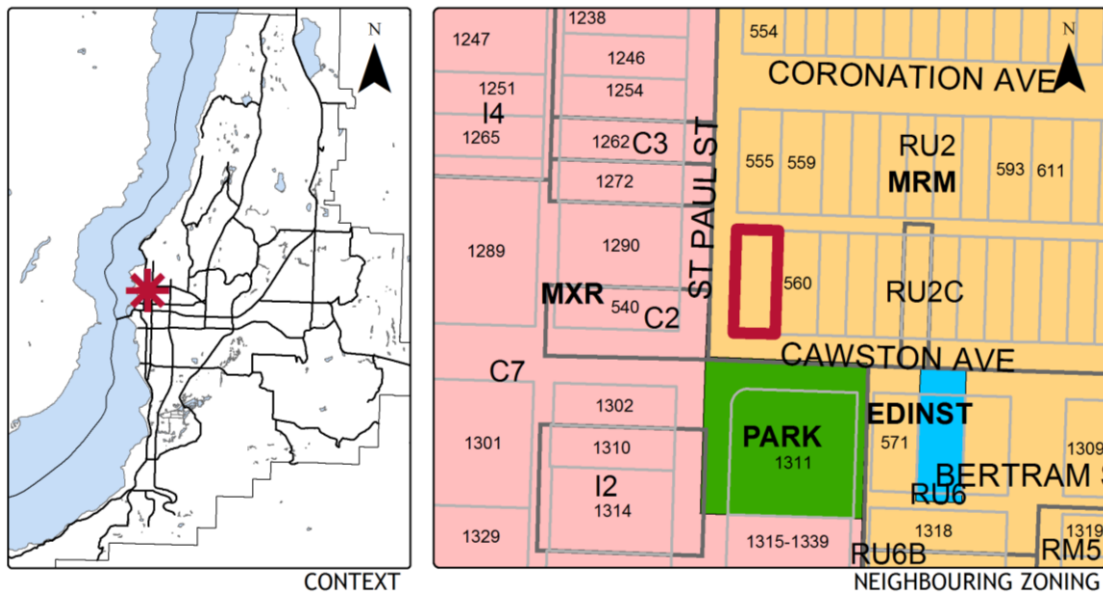 N
CONTEXT
1238
1247
1246
554
N
CORONATION AVE
1251
1254
I4
1265
1262
C3
ST PAUL ST
555
559
RU2
MRM
593
611
1272
1289
1290
560
RU2C
MXR
540
C2
CAWSTON AVE
C7
1302
1301
1310
PARK
1311
EDINST
571
1309
I2
1314
BERTRAM S
RU6
1329
1315-1339
1318
1319
RU6B
RM5
NEIGHBOURING ZONING